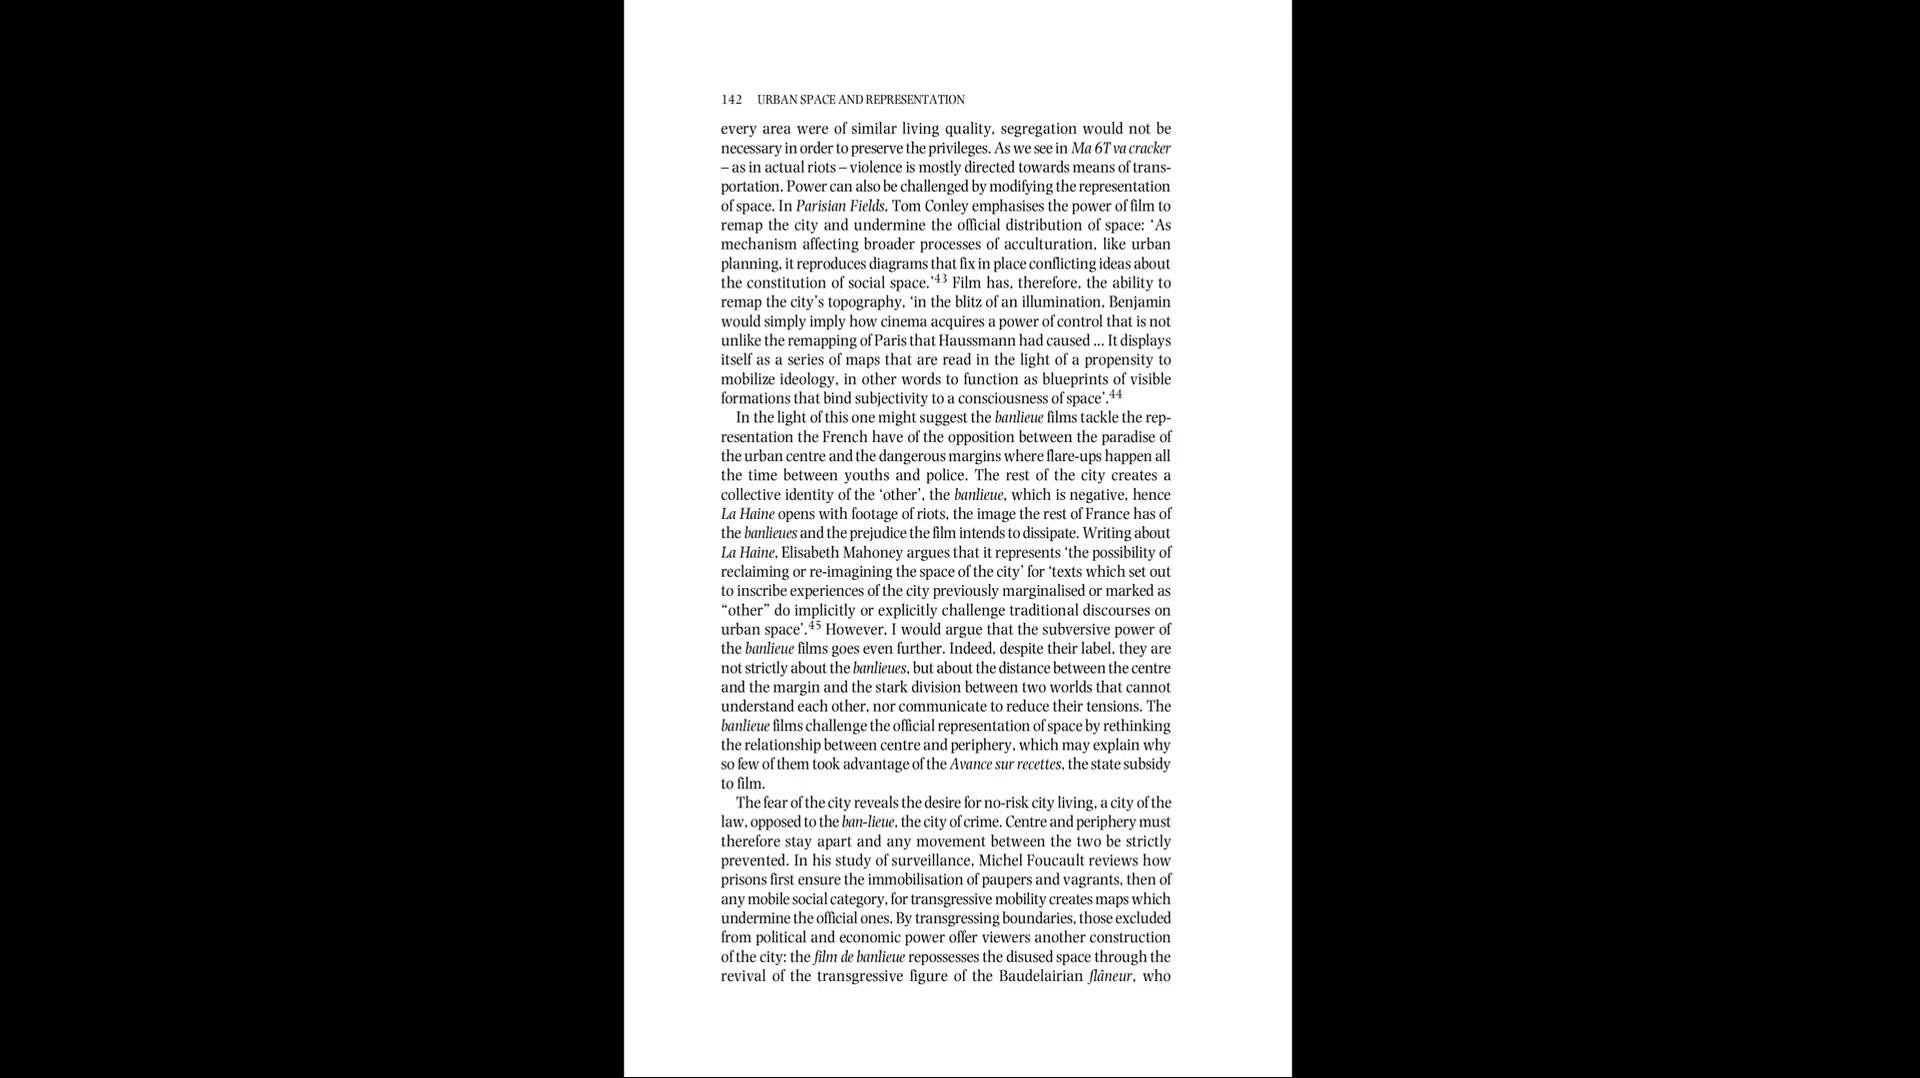 142 URBAN SPACE AND REPRESENTATION
every area were of similar living quality, segregation would not be
necessary in order to preserve the privileges. As we see in Ma 6T va cracker
– as in actual riots – violence is mostly directed towards means of trans-
portation. Power can also be challenged by modifying the representation
of space. In Parisian Fields, Tom Conley emphasises the power of film to
remap the city and undermine the official distribution of space: ‘As
mechanism affecting broader processes of acculturation, like urban
planning, it reproduces diagrams that fix in place conflicting ideas about
the constitution of social space.’43 Film has, therefore, the ability to
remap the city’s topography, ‘in the blitz of an illumination, Benjamin
would simply imply how cinema acquires a power of control that is not
unlike the remapping of Paris that Haussmann had caused ... It displays
itself as a series of maps that are read in the light of a propensity to
mobilize ideology, in other words to function as blueprints of visible
formations that bind subjectivity to a consciousness of space’.44
In the light of this one might suggest the banlieue films tackle the rep-
resentation the French have of the opposition between the paradise of
the urban centre and the dangerous margins where flare-ups happen all
the time between youths and police. The rest of the city creates a
collective identity of the ‘other’, the banlieue, which is negative, hence
La Haine opens with footage of riots, the image the rest of France has of
the banlieues and the prejudice the film intends to dissipate. Writing about
La Haine, Elisabeth Mahoney argues that it represents ‘the possibility of
reclaiming or re-imagining the space of the city’ for ‘texts which set out
to inscribe experiences of the city previously marginalised or marked as
“other” do implicitly or explicitly challenge traditional discourses on
urban space’.45 However, I would argue that the subversive power of
the banlieue films goes even further. Indeed, despite their label, they are
not strictly about the banlieues, but about the distance between the centre
and the margin and the stark division between two worlds that cannot
understand each other, nor communicate to reduce their tensions. The
banlieue films challenge the official representation of space by rethinking
the relationship between centre and periphery, which may explain why
so few of them took advantage of the Avance sur recettes, the state subsidy
to film.
The fear of the city reveals the desire for no-risk city living, a city of the
law, opposed to the ban-lieue, the city of crime. Centre and periphery must
therefore stay apart and any movement between the two be strictly
prevented. In his study of surveillance, Michel Foucault reviews how
prisons first ensure the immobilisation of paupers and vagrants, then of
any mobile social category, for transgressive mobility creates maps which
undermine the official ones. By transgressing boundaries, those excluded
from political and economic power offer viewers another construction
of the city: the film de banlieue repossesses the disused space through the
revival of the transgressive figure of the Baudelairian flâneur, who